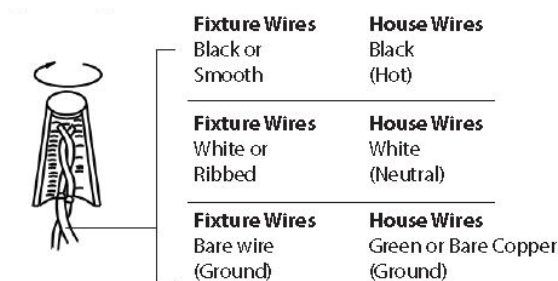 Fixture Wires House Wires
Black or Black
Smooth (Hot)
Fixture Wires House Wires
White or White
Ribbed (Neutral)
Fixture Wires House Wires
Bare wire Green or Bare Copper
(Ground) (Ground)